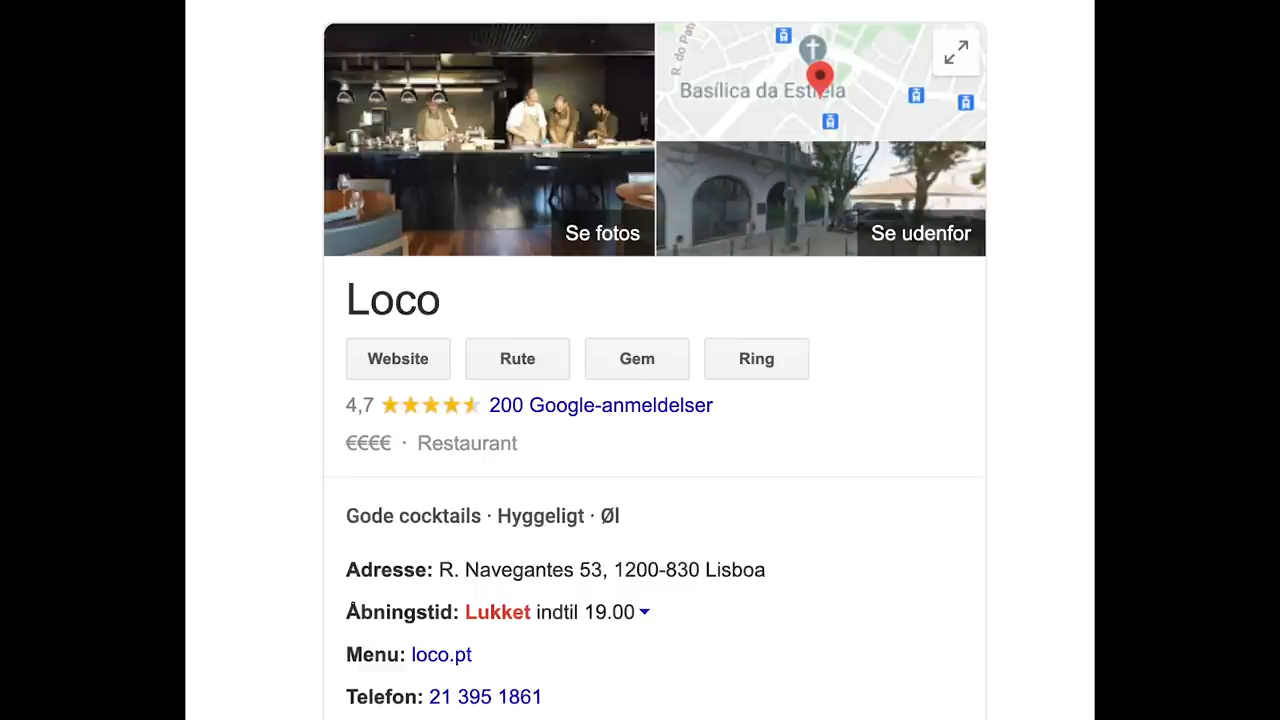 R. do Patr
Basílica da Estrela
Se fotos
Se udenfor
Loco
Website
Rute
Gem
Ring
4,7
200 Google-anmeldelser
€€€€ · Restaurant
Gode cocktails · Hyggeligt · Øl
Adresse: R. Navegantes 53, 1200-830 Lisboa
Åbningstid: Lukket indtil 19.00
Menu: loco.pt
Telefon: 21 395 1861